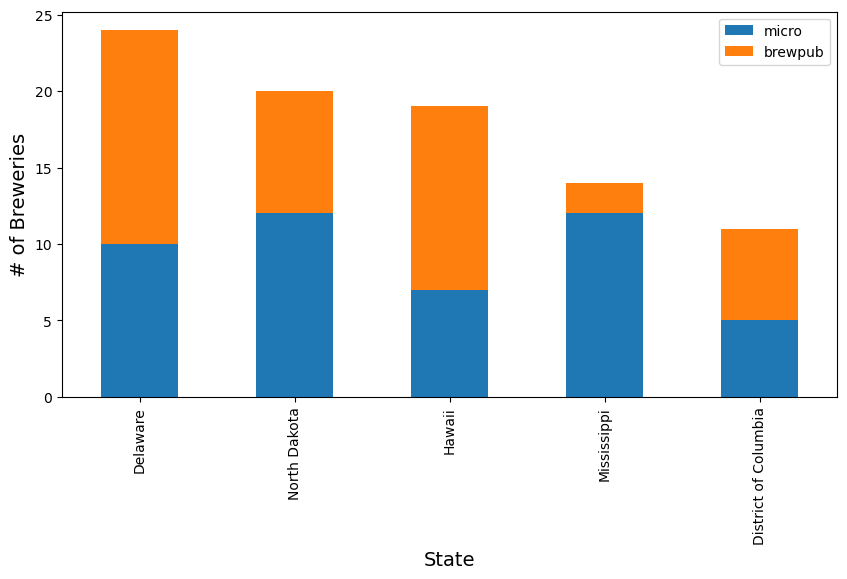 25
20
15
10
5
0
# of Breweries
micro
brewpub
Delaware
North Dakota
Hawaii
Mississippi
District of Columbia
State